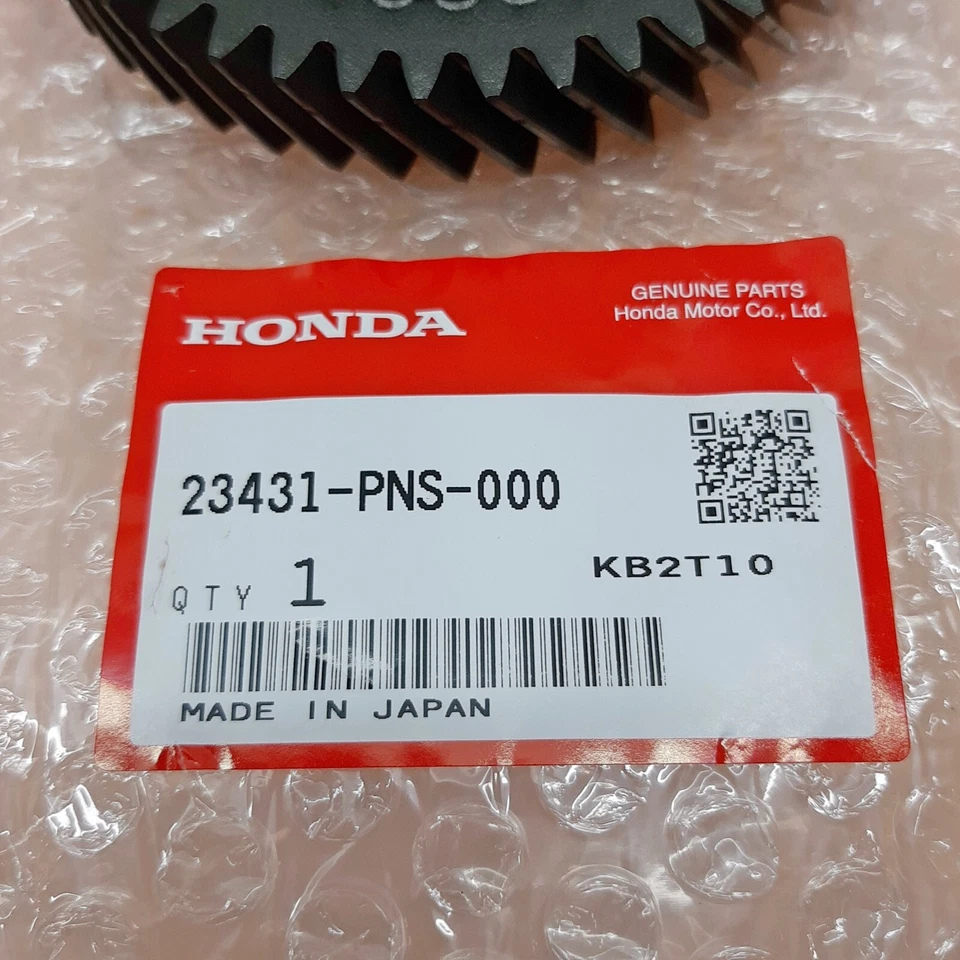 HONDA
GENUINE PARTS
Honda Motor Co., Ltd.
23431-PNS-000
KB2T10
QTY 1
MADE IN JAPAN